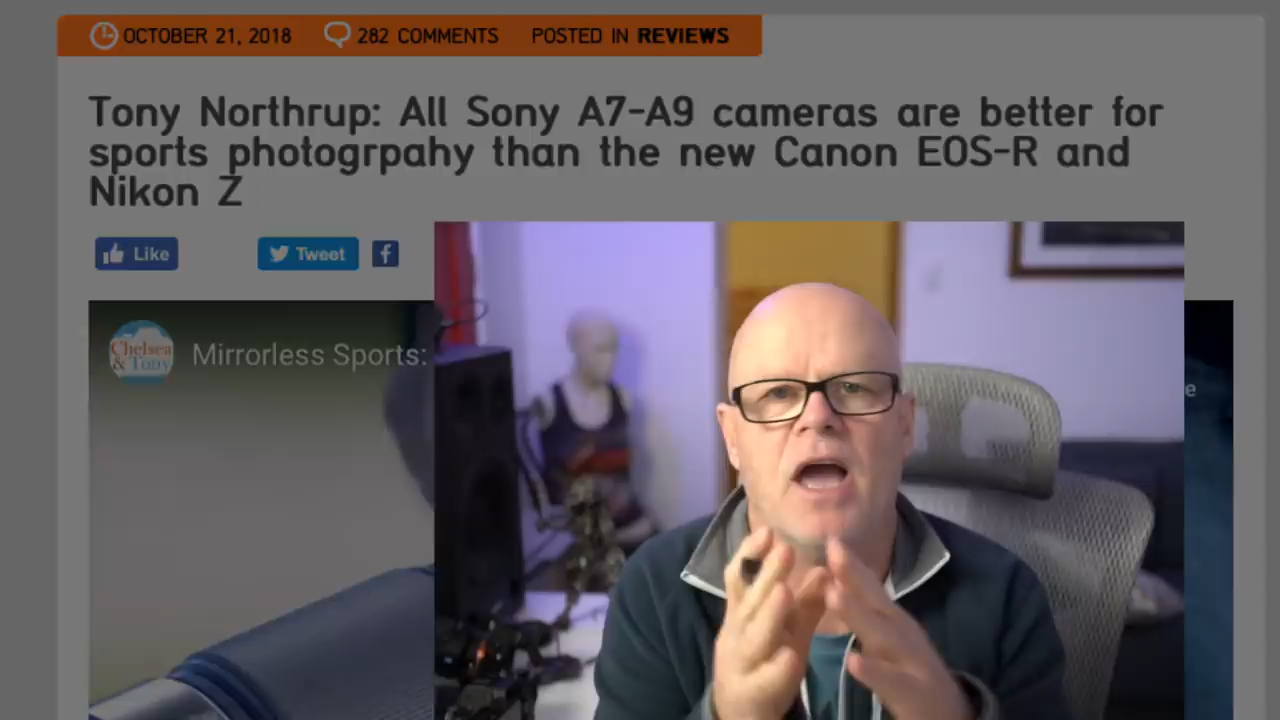 OCTOBER 21, 2018 282 COMMENTS POSTED IN REVIEWS
Tony Northrup: All Sony A7-A9 cameras are better for
sports photogrpahy than the new Canon EOS-R and
Nikon Z
Like Tweet f
Chelsea
& Tony
Mirrorless Sports:
e